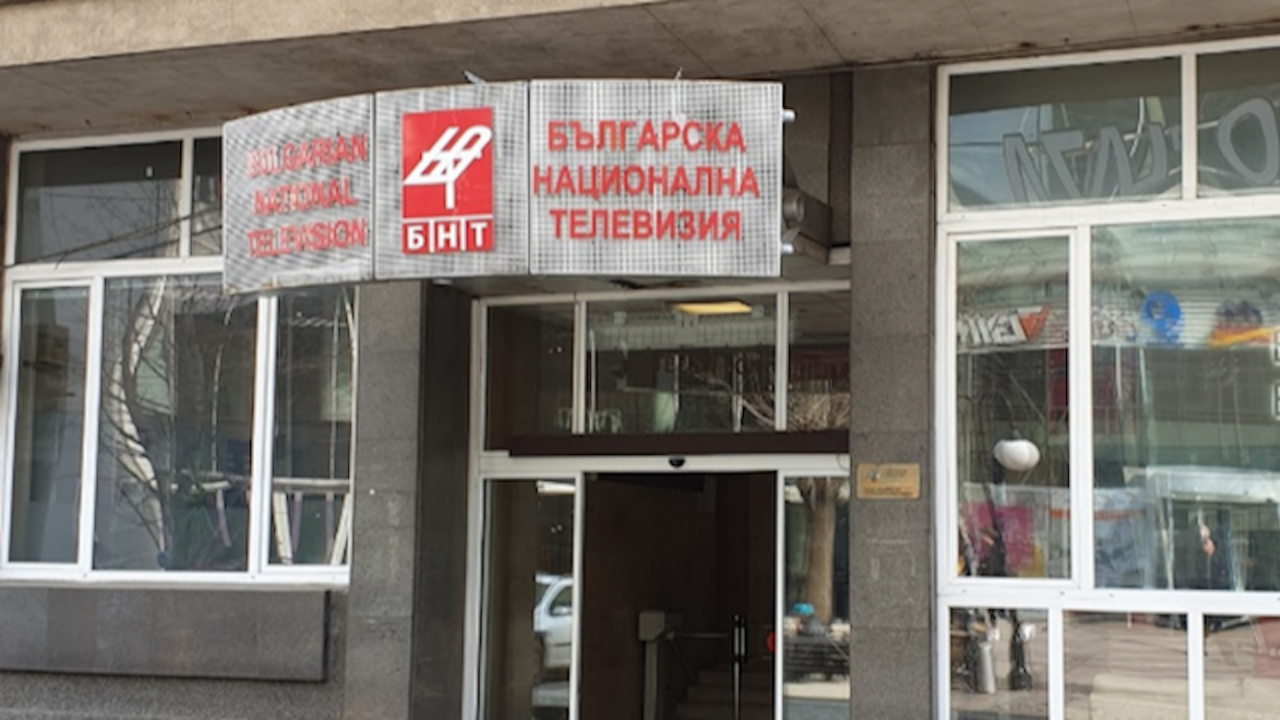 BULGARIAN
NATIONAL
TELEVISION
БНТ
БЪЛГАРСКА
НАЦИОНАЛНА
ТЕЛЕВИЗИЯ